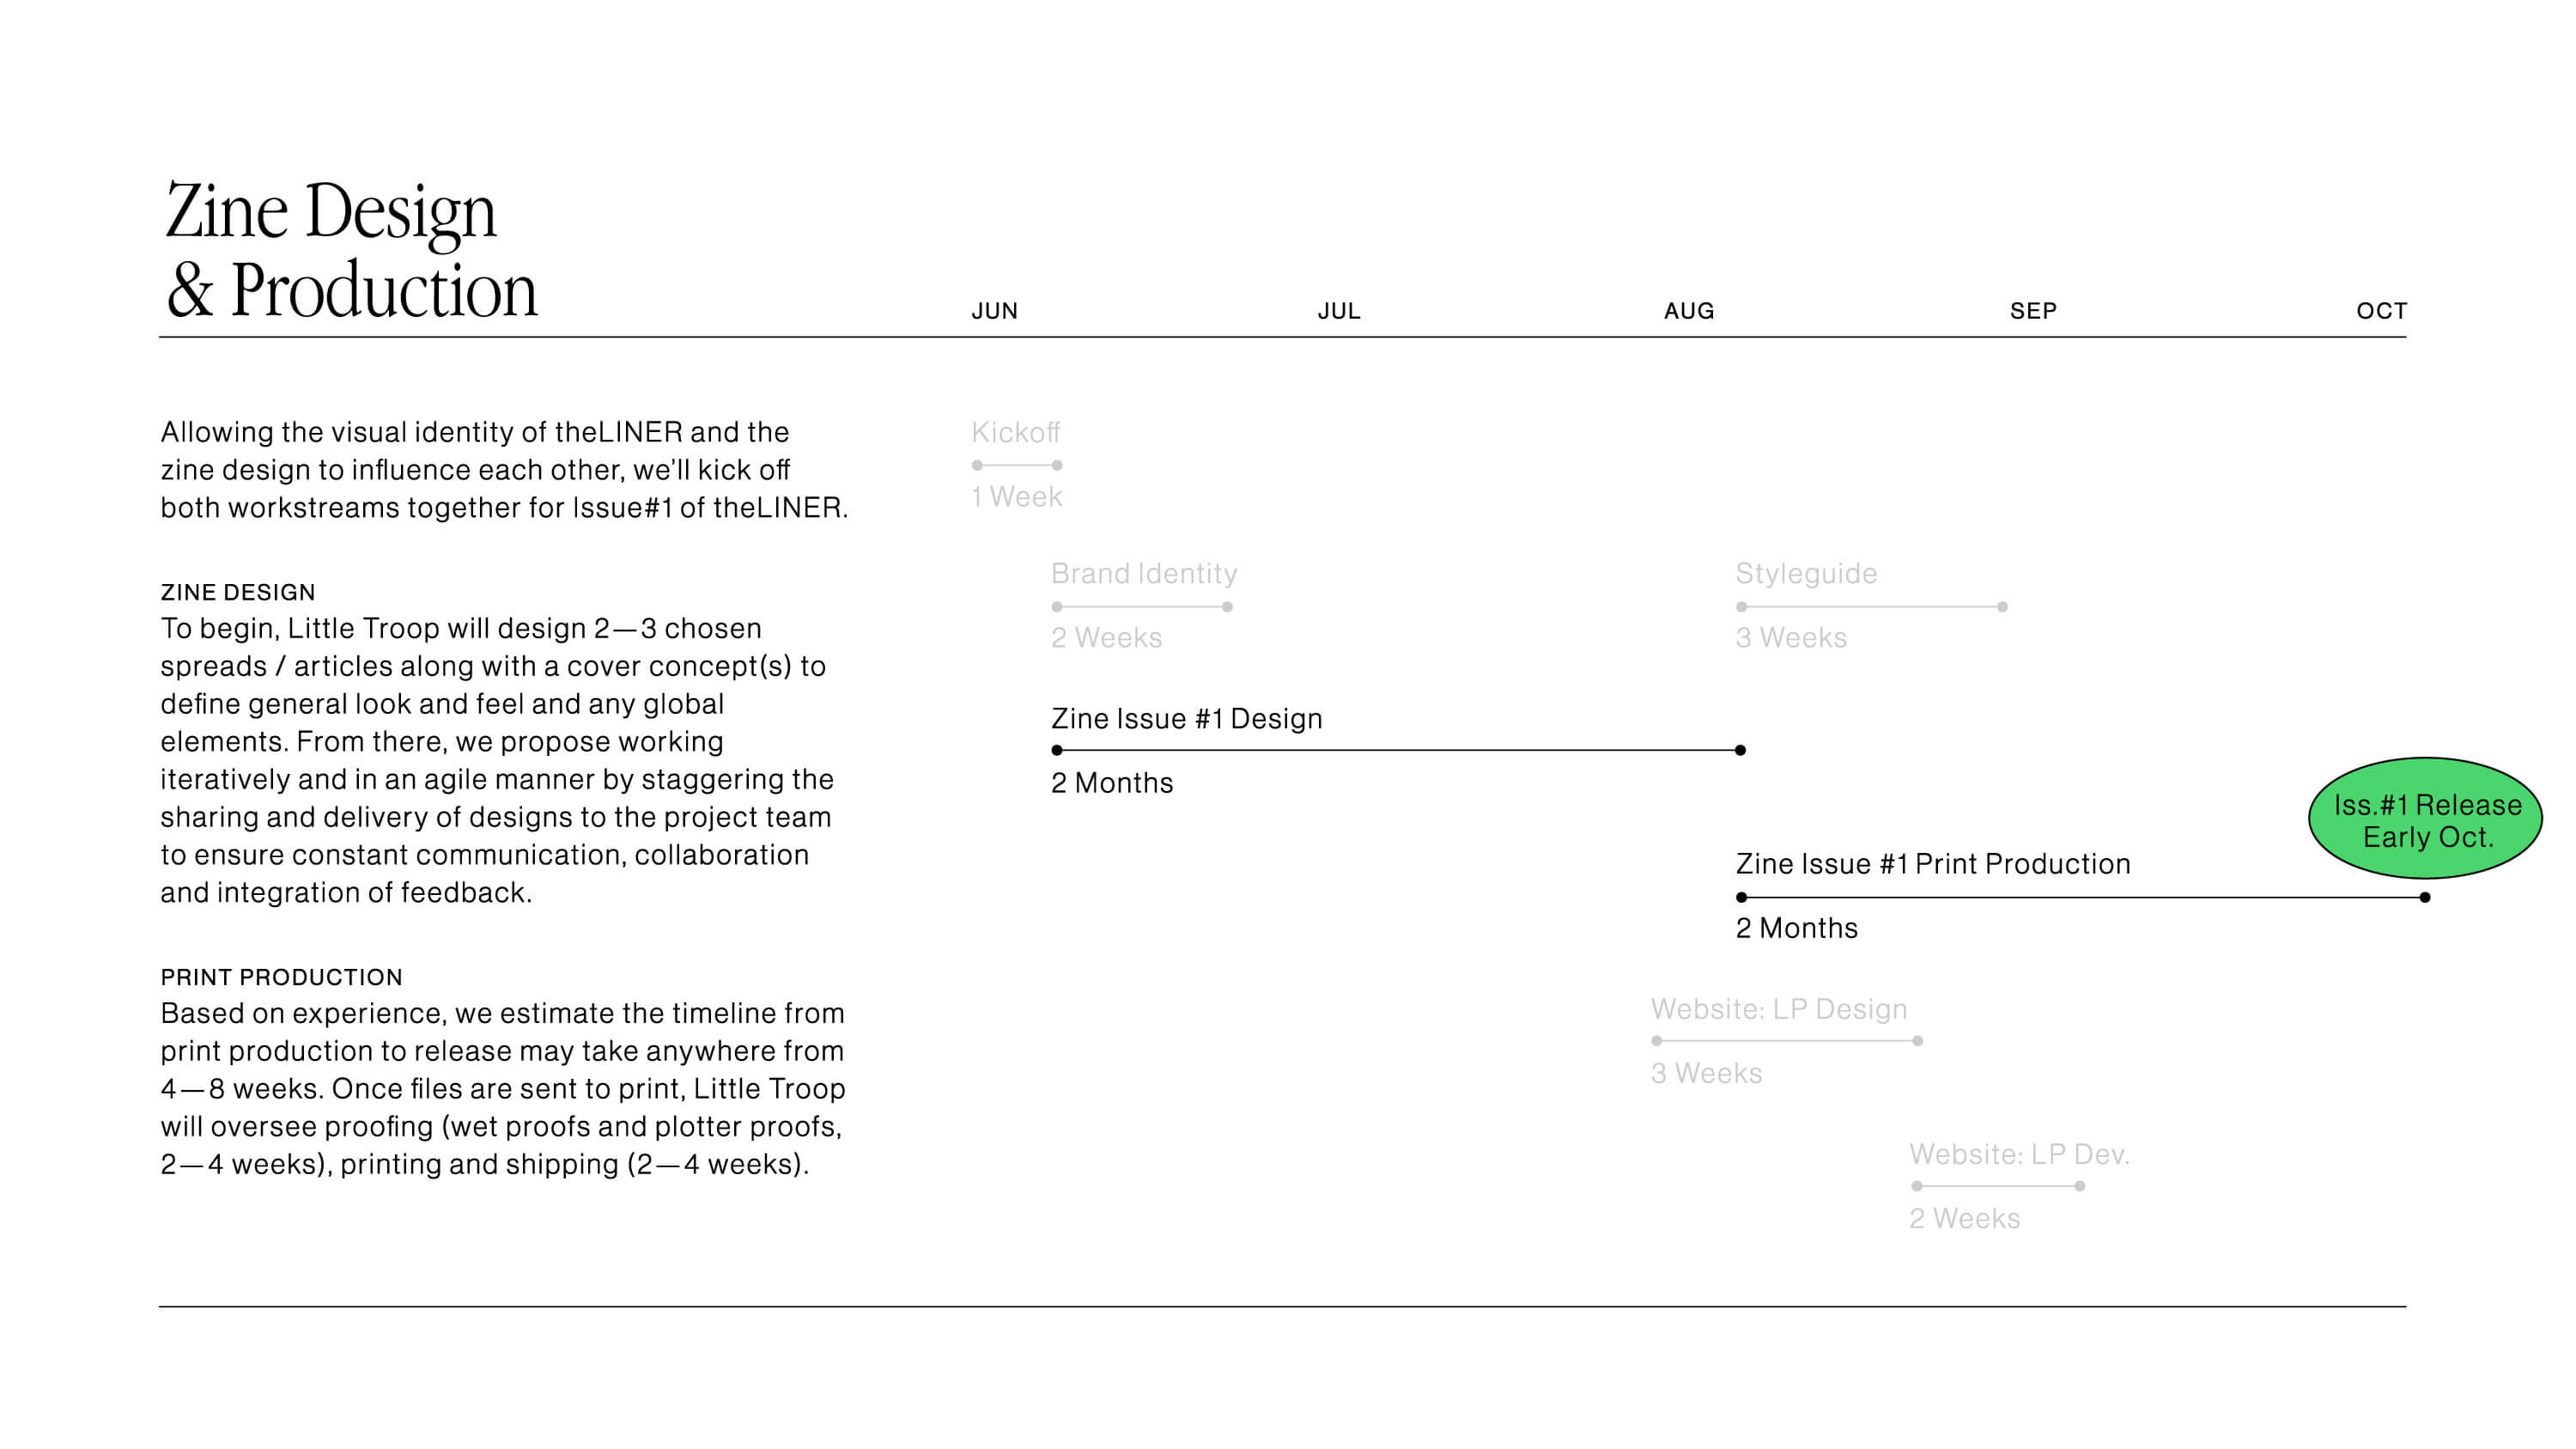 Zine Design
& Production
JUN
JUL
AUG
SEP
OCT
Allowing the visual identity of theLINER and the
zine design to influence each other, we’ll kick off
both workstreams together for Issue#1 of theLINER.
ZINE DESIGN
To begin, Little Troop will design 2—3 chosen
spreads / articles along with a cover concept(s) to
define general look and feel and any global
elements. From there, we propose working
iteratively and in an agile manner by staggering the
sharing and delivery of designs to the project team
to ensure constant communication, collaboration
and integration of feedback.
PRINT PRODUCTION
Based on experience, we estimate the timeline from
print production to release may take anywhere from
4—8 weeks. Once files are sent to print, Little Troop
will oversee proofing (wet proofs and plotter proofs,
2—4 weeks), printing and shipping (2—4 weeks).
Kickoff
1 Week
Brand Identity
2 Weeks
Styleguide
3 Weeks
Zine Issue #1 Design
2 Months
Iss.#1 Release
Early Oct.
Zine Issue #1 Print Production
2 Months
Website: LP Design
3 Weeks
Website: LP Dev.
2 Weeks